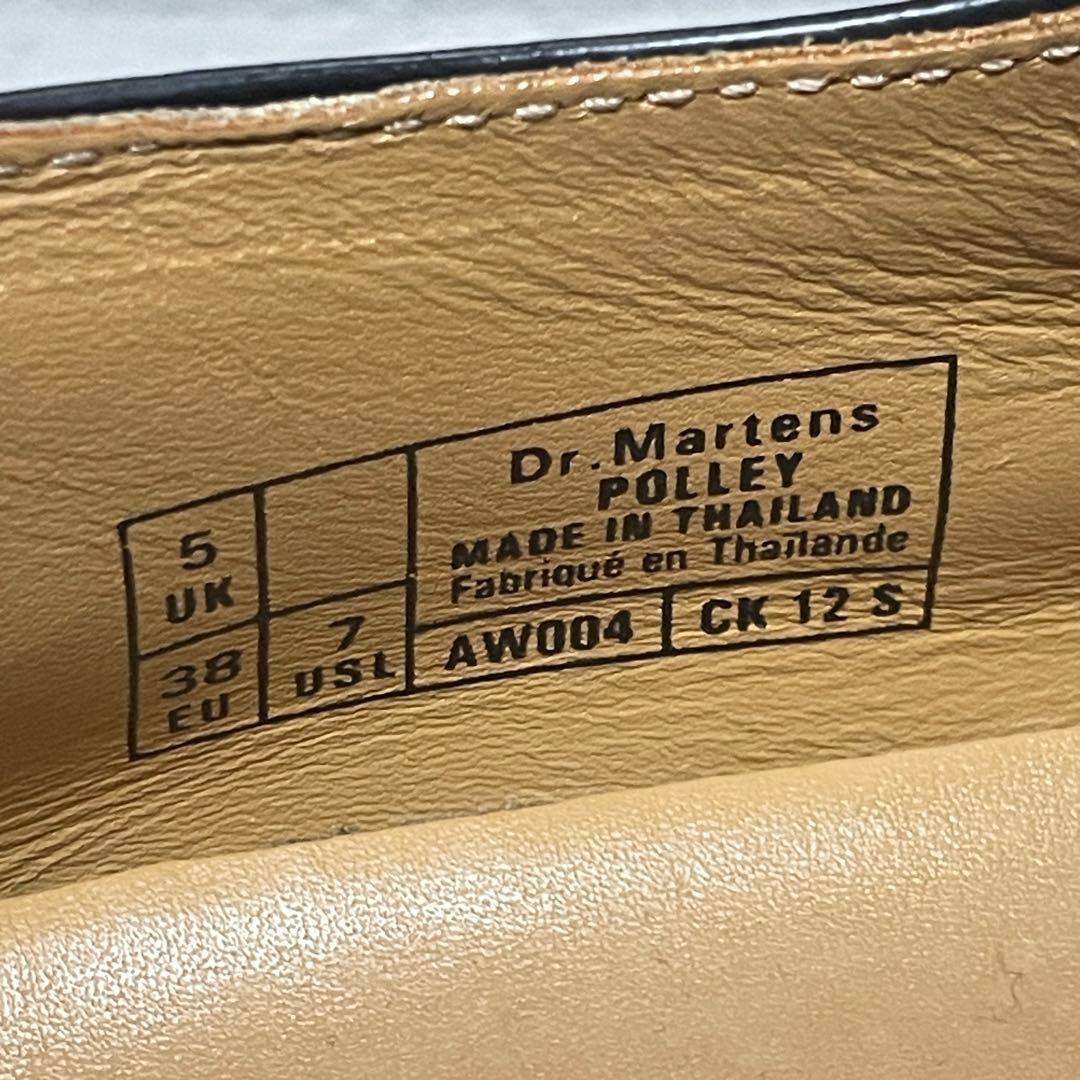 5
UK
38
EU
7
USL
Dr. Martens
POLLEY
MADE IN THAILAND
Fabriqué en Thaïlande
AW004
CK 12 S